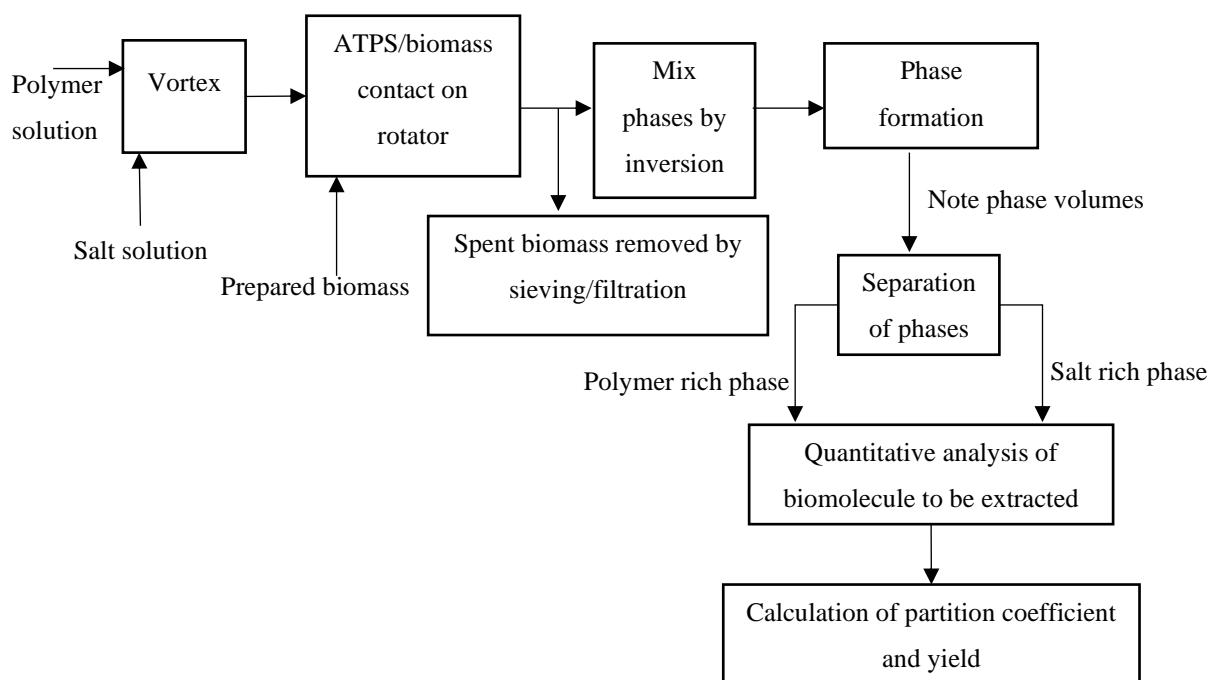 Polymer
solution
Vortex
Salt solution
ATPS/biomass
contact on
rotator
Prepared biomass
Spent biomass removed by
sieving/filtration
Mix
phases by
inversion
Phase
formation
Note phase volumes
Separation
of phases
Polymer rich phase
Salt rich phase
Quantitative analysis of
biomolecule to be extracted
Calculation of partition coefficient
and yield